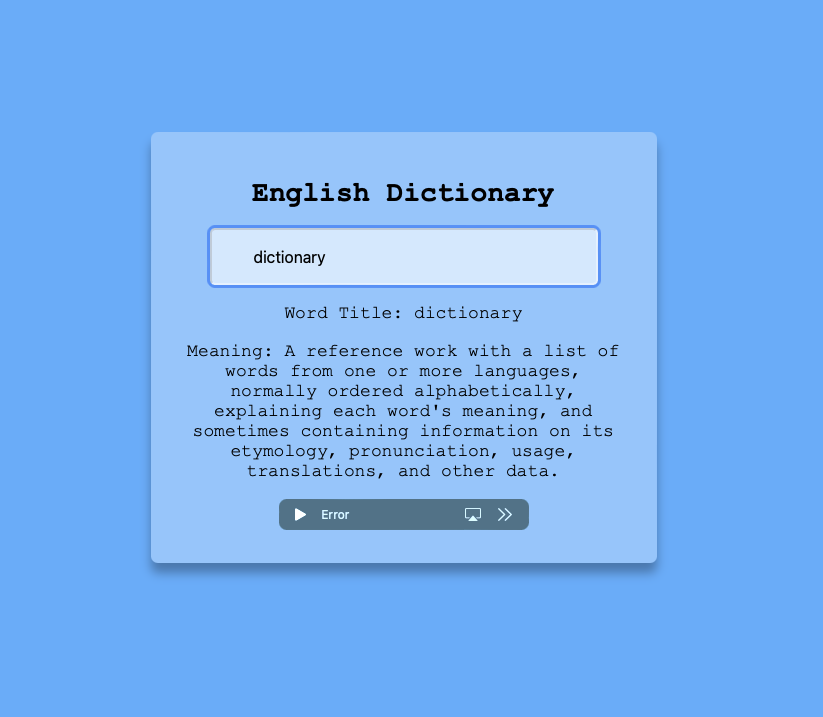 English Dictionary
dictionary
Word Title: dictionary
Meaning: A reference work with a list of
words from one or more languages,
normally ordered alphabetically,
explaining each word's meaning, and
sometimes containing information on its
etymology, pronunciation, usage,
translations, and other data.
Error